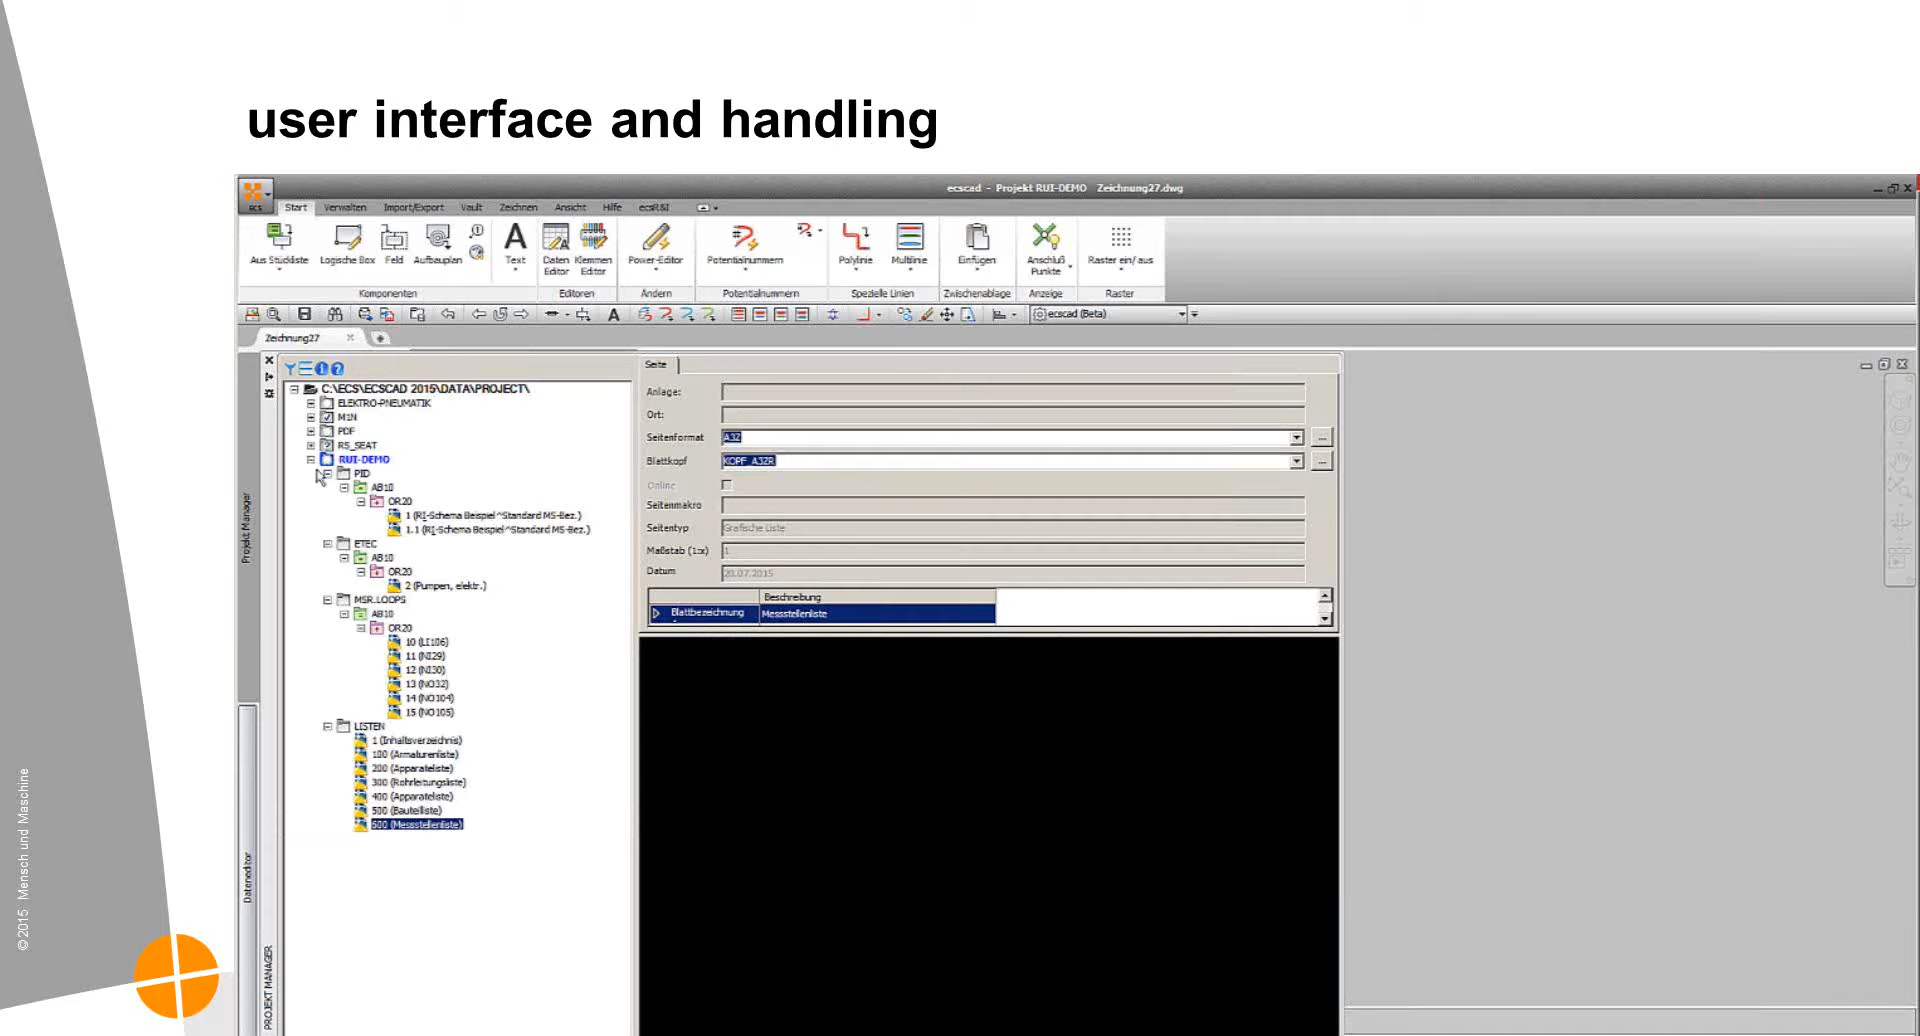 user interface and handling
ecscad - Projekt RUI-DEMO Zeichnung27.dwg
ecs
Start Verwalten Import/Export Vault Zeichnen Ansicht Hilfe ecsR&I
Aus Stückliste Logische Box Feld Aufbauplan Text Daten Editor Klemmen Editor Power-Editor Potentialnummern Polylinie Multilinie Einfügen Anschluß Punkte Raster ein/aus
Komponenten Editoren Ändern Potentialnummern Spezielle Linien Zwischenablage Anzeige Raster
ecscad (Beta)
Zeichnung27
Projekt Manager
Dateneditor
PROJEKT MANAGER
C:\ECS\ECSCAD 2015\DATA\PROJECT\
ELEKTRO-PNEUMATIK
M1N
PDF
RS_SEAT
RUI-DEMO
PID
AB10
OR20
1 (RI-Schema Beispiel^Standard MS-Bez.)
1.1 (RI-Schema Beispiel^Standard MS-Bez.)
ETEC
AB10
OR20
2 (Pumpen, elektr.)
MSR.LOOPS
AB10
OR20
10 (LI106)
11 (NI29)
12 (NI30)
13 (NO32)
14 (NO104)
15 (NO105)
LISTEN
1 (Inhaltsverzeichnis)
100 (Armaturenliste)
200 (Apparateliste)
300 (Rohrleitungsliste)
400 (Apparateliste)
500 (Bauteilliste)
500 (Messstellenliste)
Seite
Anlage:
Ort:
Seitenformat A3Z
Blattkopf KOPF_A3ZR
Online
Seitenmakro
Seitentyp Grafische Liste
Maßstab (1:x) 1
Datum 20.07.2015
Beschreibung
Blattbezeichnung Messstellenliste
© 2015 Mensch und Maschine